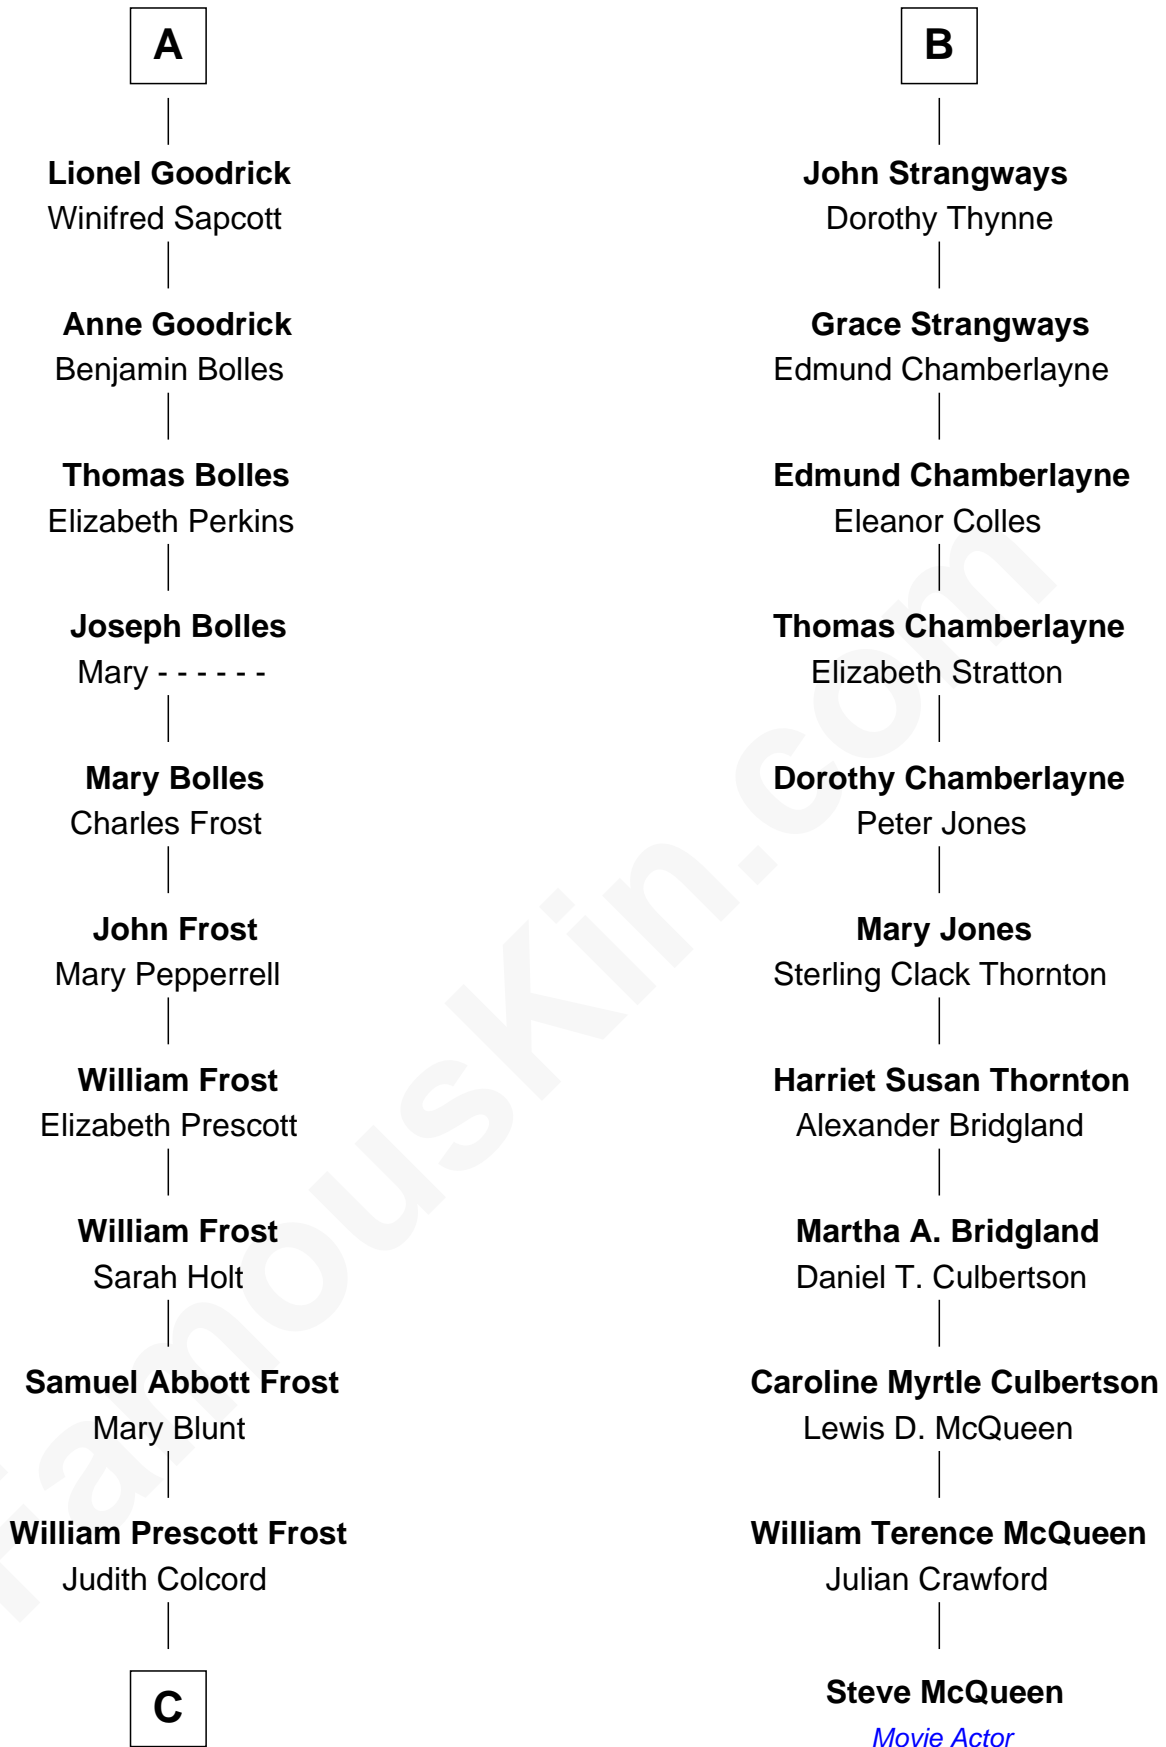 A
Lionel Goodrick
Winifred Sapcott
Anne Goodrick
Benjamin Bolles
Thomas Bolles
Elizabeth Perkins
Joseph Bolles
Mary - - - - - -
Mary Bolles
Charles Frost
John Frost
Mary Pepperrell
William Frost
Elizabeth Prescott
William Frost
Sarah Holt
Samuel Abbott Frost
Mary Blunt
William Prescott Frost
Judith Colcord
C
B
John Strangways
Dorothy Thynne
Grace Strangways
Edmund Chamberlayne
Edmund Chamberlayne
Eleanor Colles
Thomas Chamberlayne
Elizabeth Stratton
Dorothy Chamberlayne
Peter Jones
Mary Jones
Sterling Clack Thornton
Harriet Susan Thornton
Alexander Bridgland
Martha A. Bridgland
Daniel T. Culbertson
Caroline Myrtle Culbertson
Lewis D. McQueen
William Terence McQueen
Julian Crawford
Steve McQueen
Movie Actor
FamousKin.com